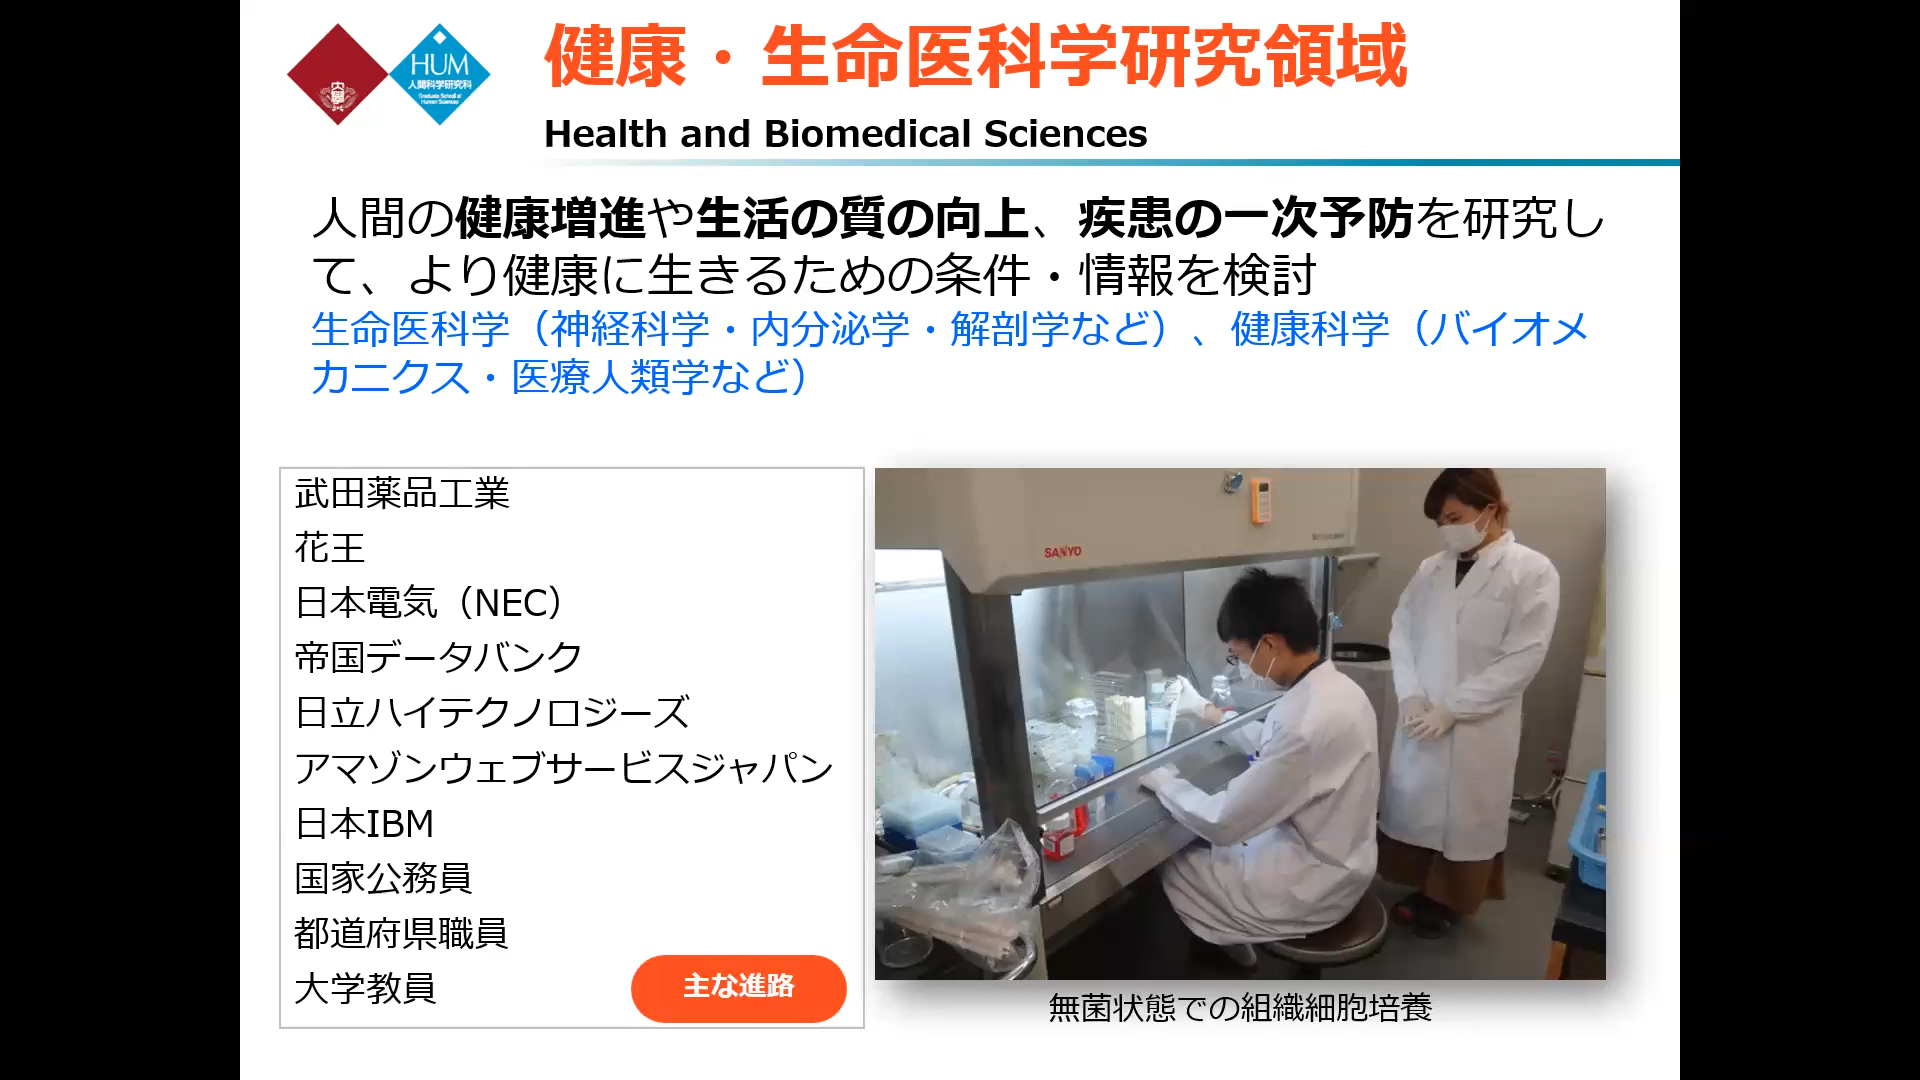 HUM
人間科学研究科
Graduate School of
Human Sciences
健康・生命医科学研究領域
Health and Biomedical Sciences
人間の健康増進や生活の質の向上、疾患の一次予防を研究し
て、より健康に生きるための条件・情報を検討
生命医科学（神経科学・内分泌学・解剖学など）、健康科学（バイオメ
カニクス・医療人類学など）
武田薬品工業
花王
日本電気（NEC）
帝国データバンク
日立ハイテクノロジーズ
アマゾンウェブサービスジャパン
日本IBM
国家公務員
都道府県職員
大学教員
主な進路
SANYO
無菌状態での組織細胞培養